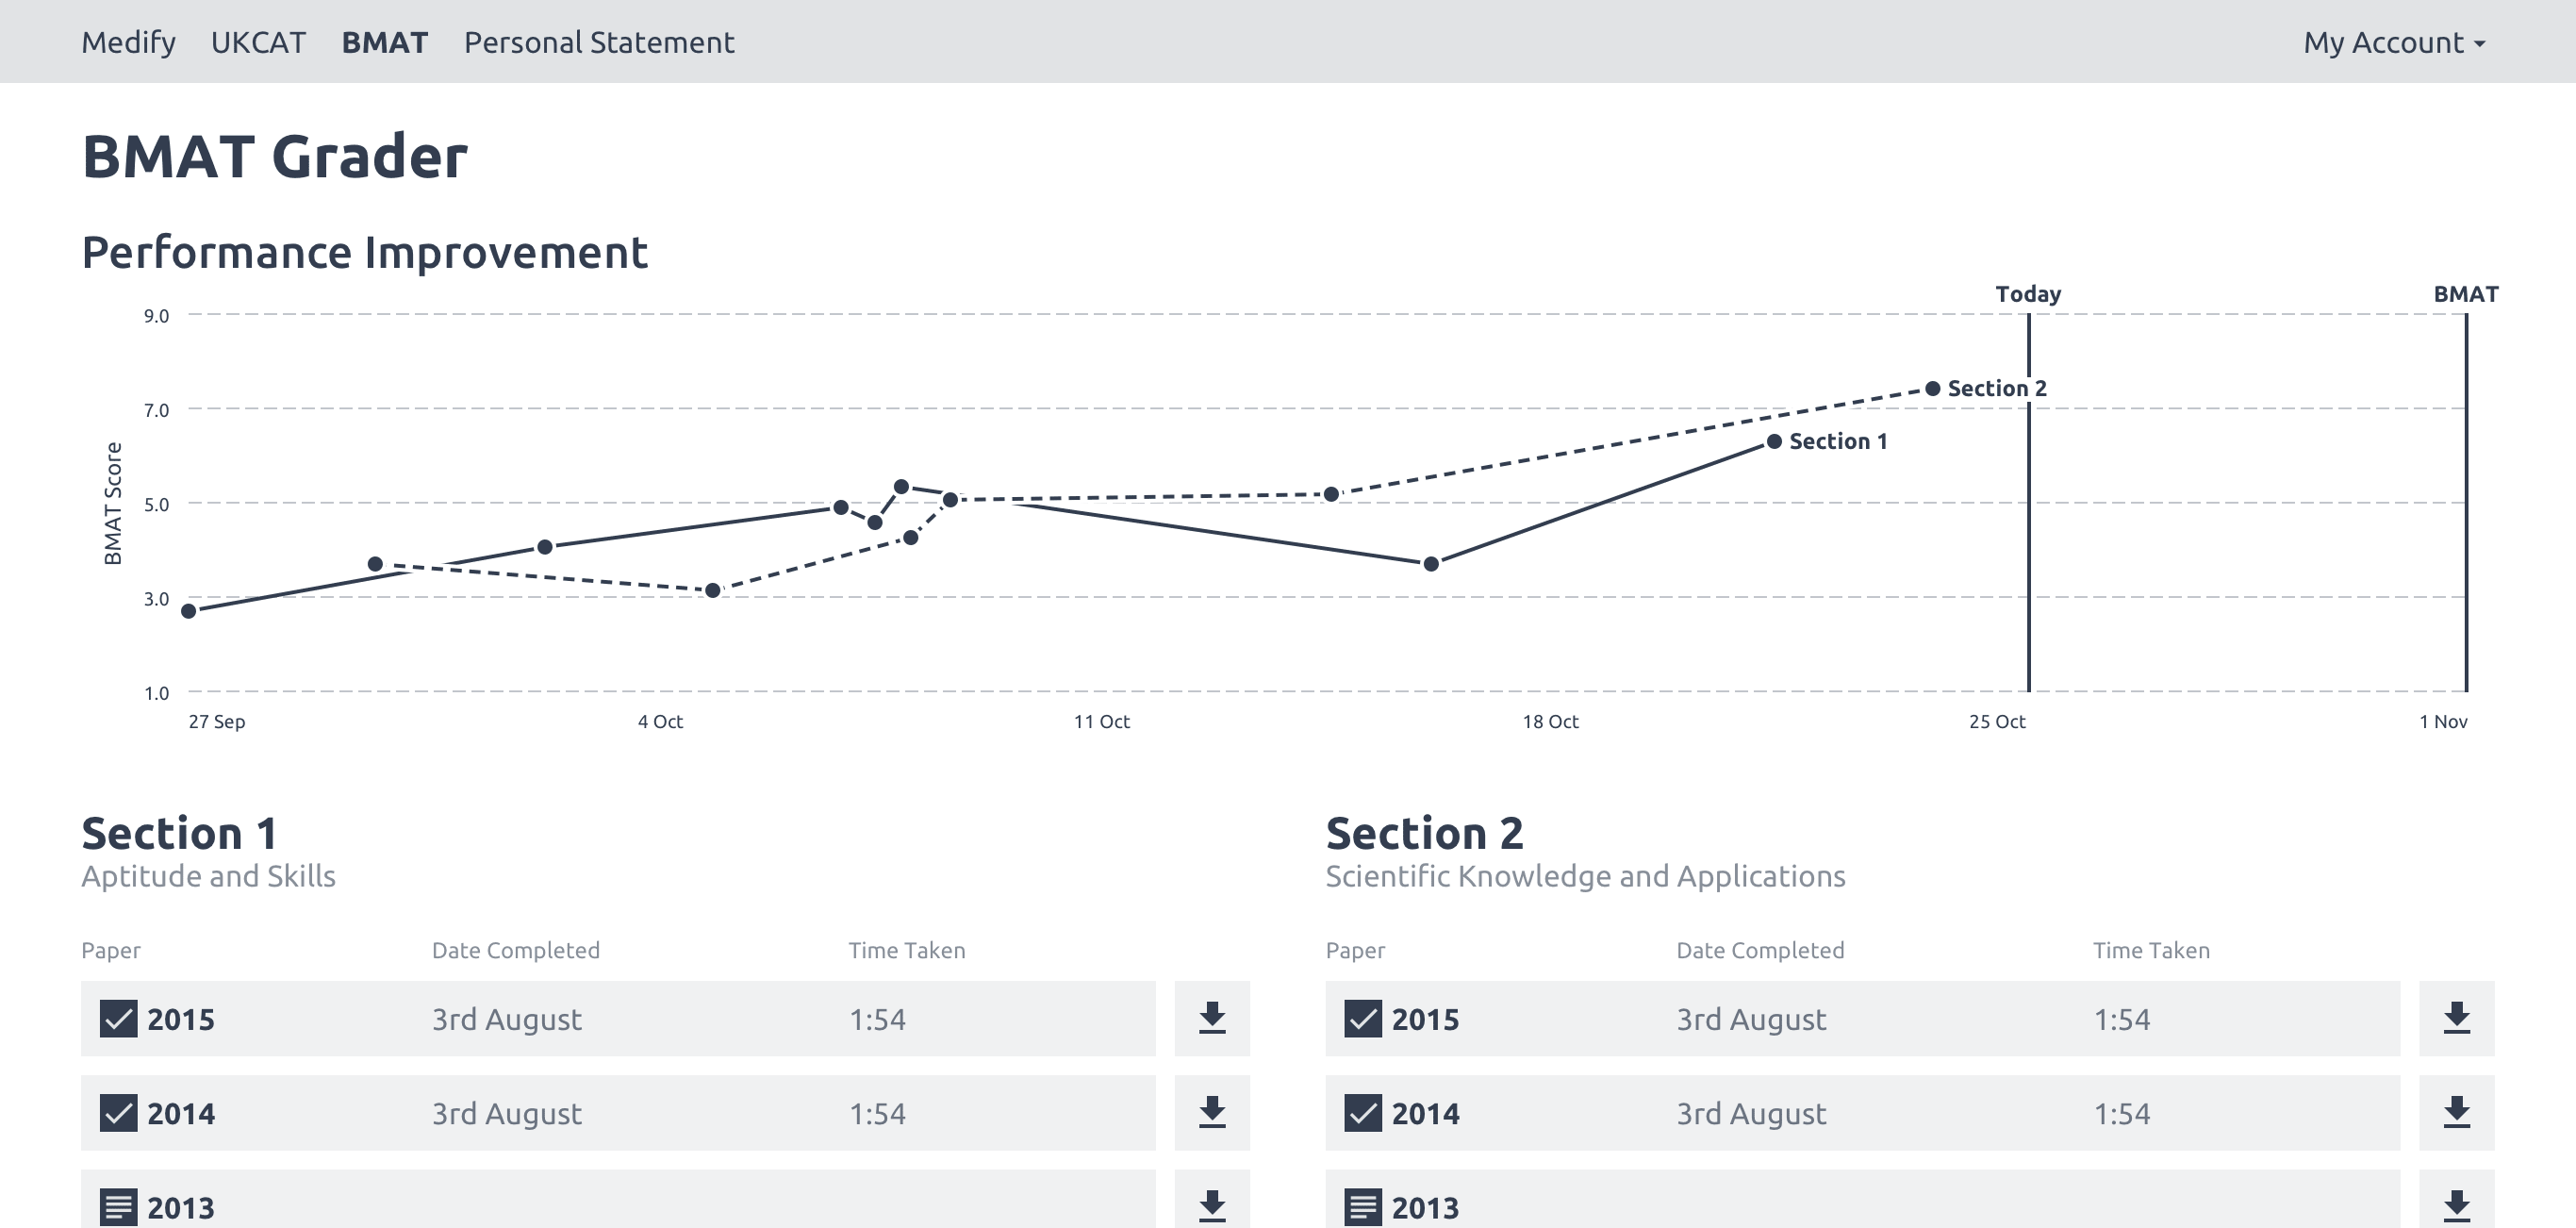 Medify UKCAT BMAT Personal Statement My Account
BMAT Grader
Performance Improvement
Today BMAT
9.0
Section 2
7.0
Section 1
BMAT Score
5.0
3.0
1.0
27 Sep 4 Oct 11 Oct 18 Oct 25 Oct 1 Nov
Section 1
Aptitude and Skills
Paper Date Completed Time Taken
2015 3rd August 1:54
2014 3rd August 1:54
2013
Section 2
Scientific Knowledge and Applications
Paper Date Completed Time Taken
2015 3rd August 1:54
2014 3rd August 1:54
2013